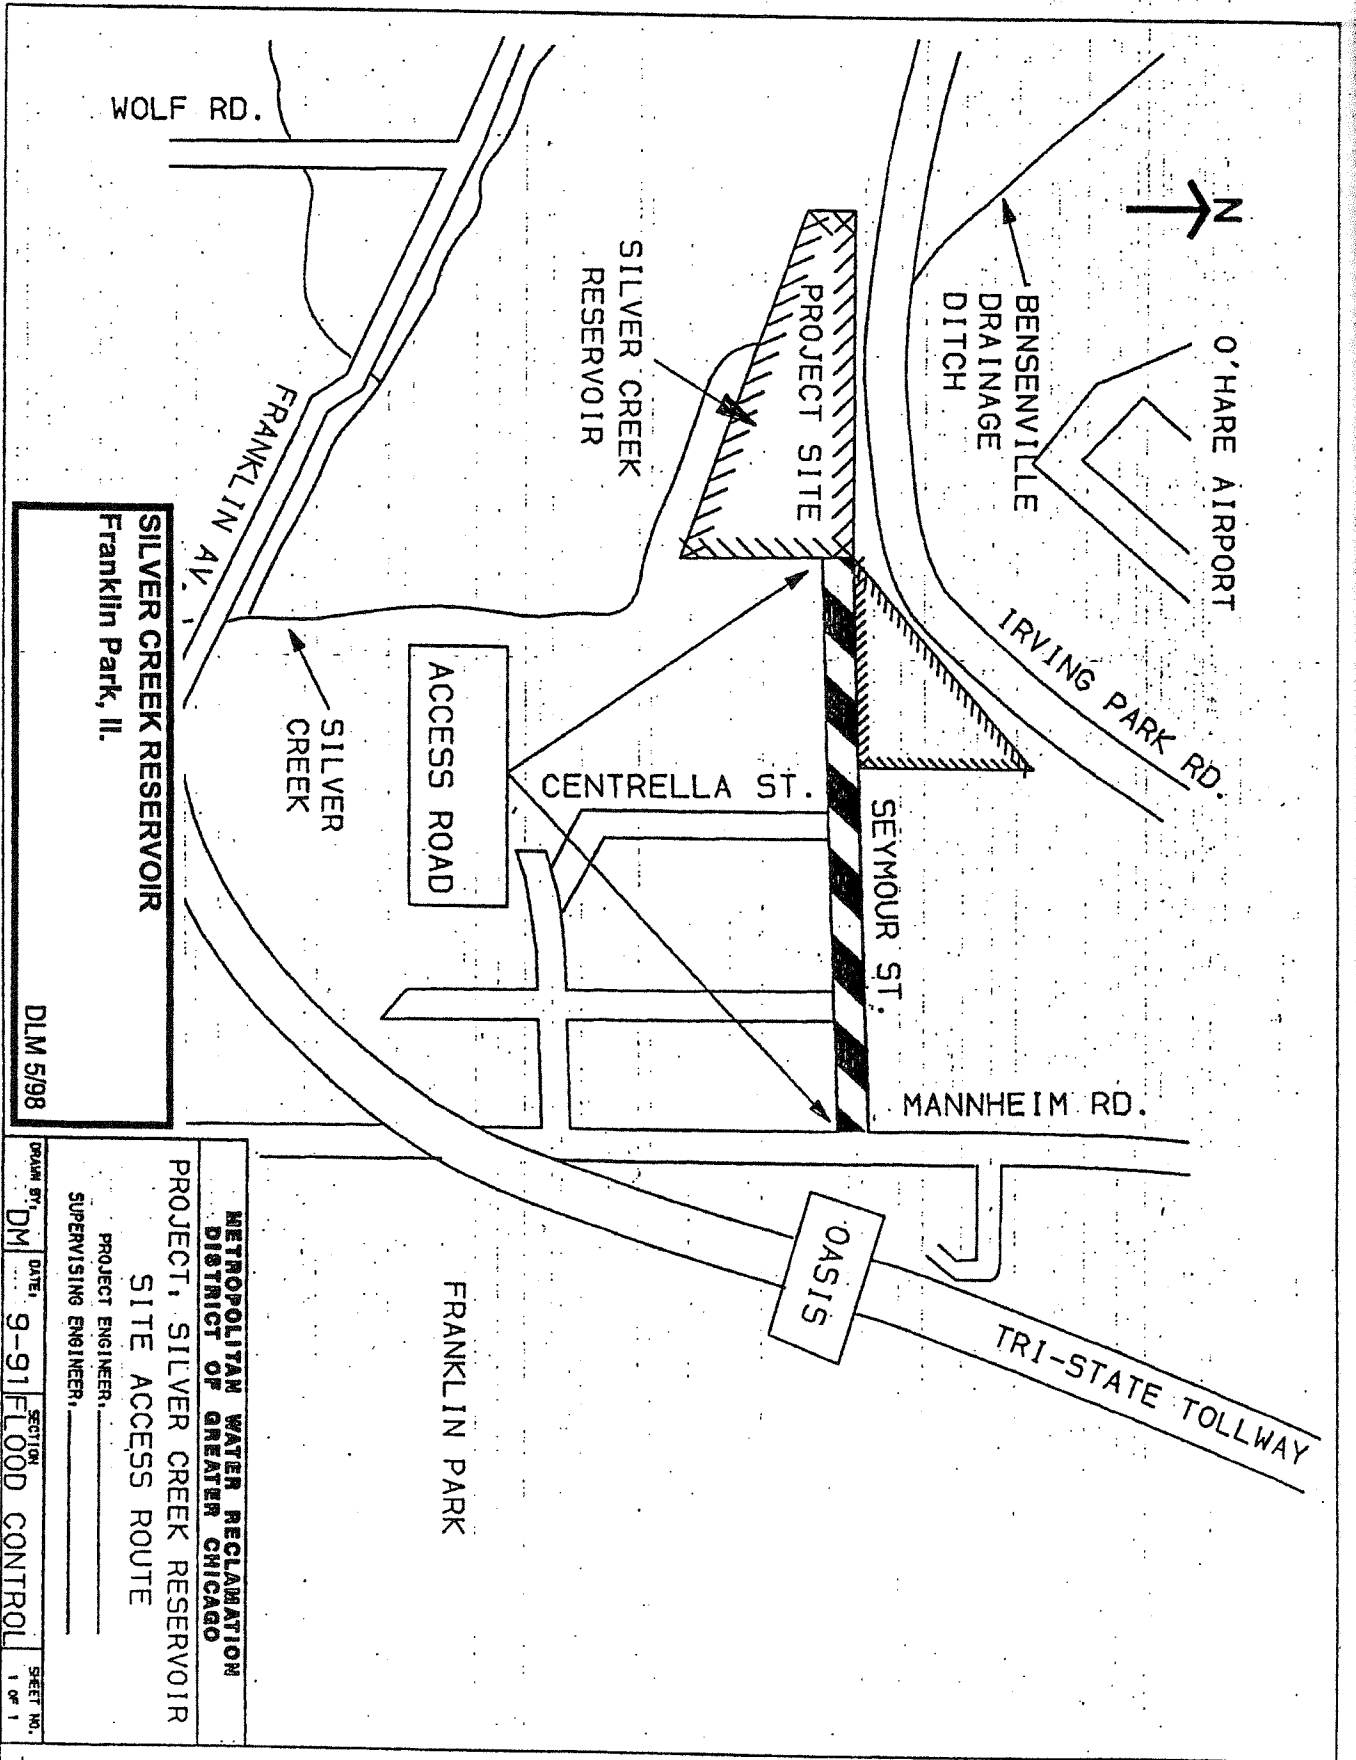 N
O'HARE AIRPORT
BENSENVILLE
DRAINAGE
DITCH
IRVING PARK RD.
WOLF RD.
PROJECT SITE
SILVER CREEK
RESERVOIR
SEYMOUR ST.
MANNHEIM RD.
CENTRELLA ST.
ACCESS ROAD
OASIS
TRI-STATE TOLLWAY
FRANKLIN AV.
SILVER
CREEK
FRANKLIN PARK
SILVER CREEK RESERVOIR
Franklin Park, Il.
DLM 5/98
METROPOLITAN WATER RECLAMATION
DISTRICT OF GREATER CHICAGO
PROJECT, SILVER CREEK RESERVOIR
SITE ACCESS ROUTE
PROJECT ENGINEER,
SUPERVISING ENGINEER,
DRAWN BY, DM DATE, 9-91 SECTION FLOOD CONTROL SHEET NO. 1 OF 1